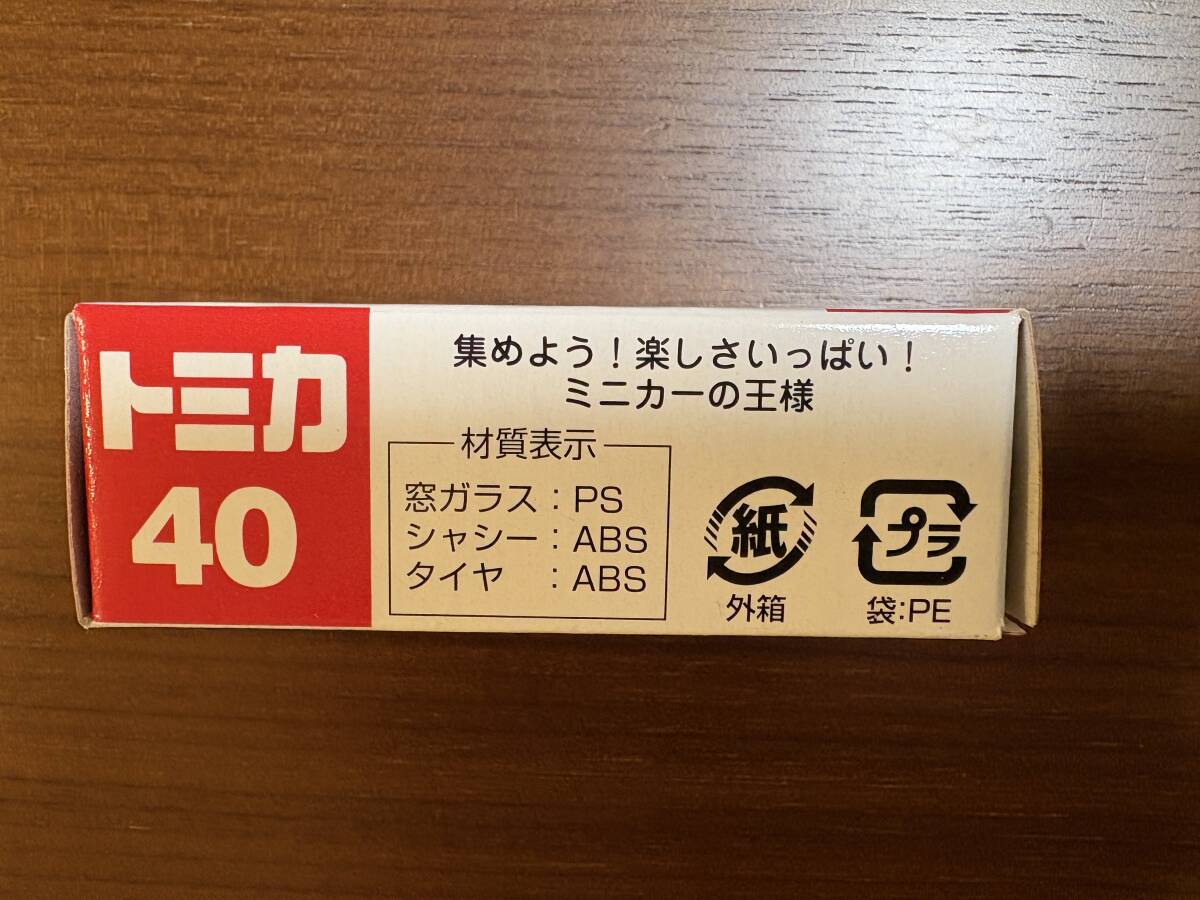 トミカ
40
集めよう!楽しさいっぱい!
ミニカーの王様
材質表示
窓ガラス:PS
シャシー:ABS
タイヤ :ABS
紙
外箱
プラ
袋:PE